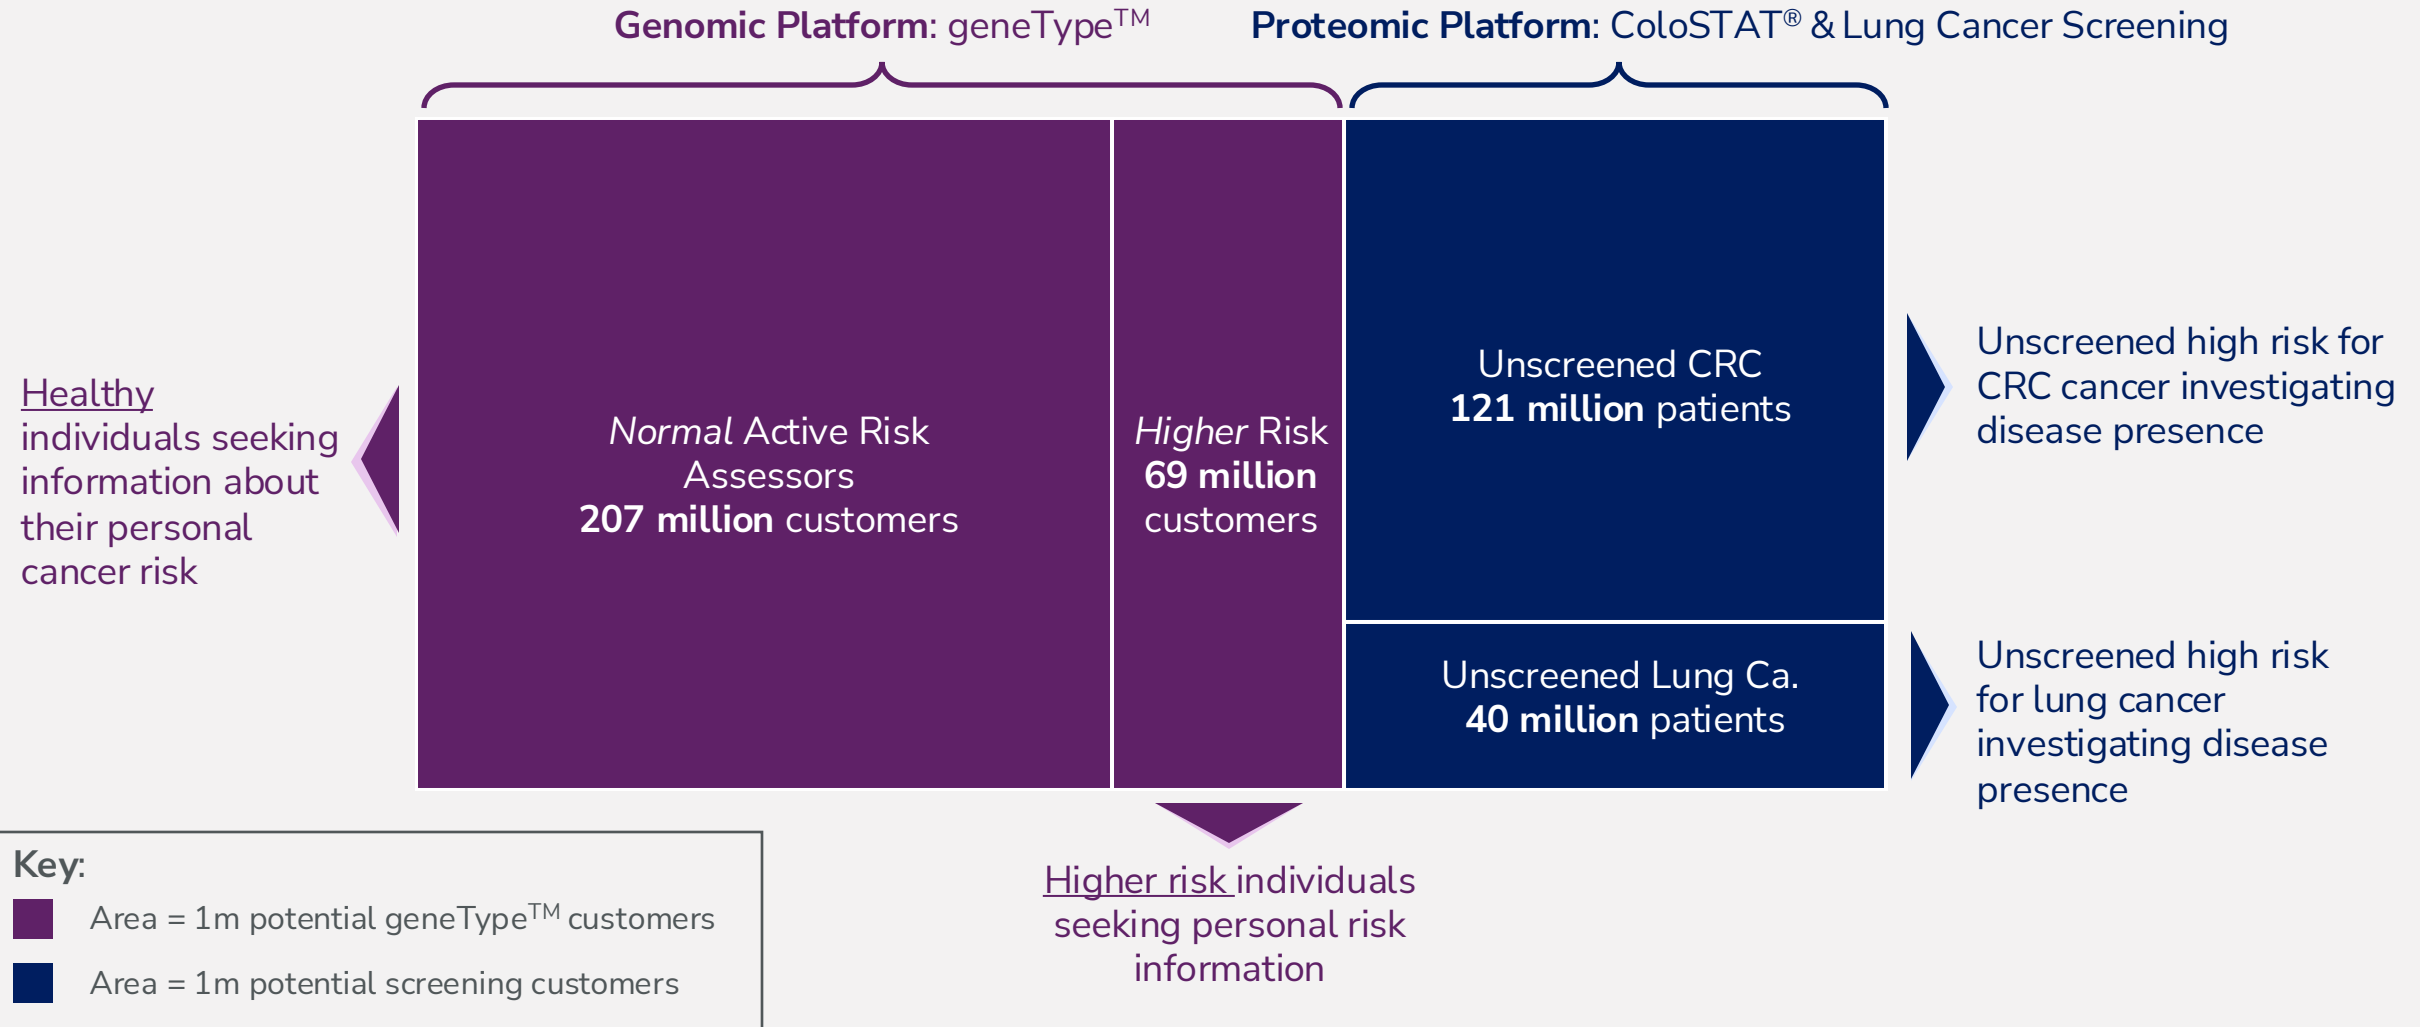 Genomic Platform: geneType™
Proteomic Platform: ColoSTAT® & Lung Cancer Screening
Healthy
individuals seeking
information about
their personal
cancer risk
Normal Active Risk
Assessors
207 million customers
Higher Risk
69 million
customers
Unscreened CRC
121 million patients
Unscreened Lung Ca.
40 million patients
Unscreened high risk for
CRC cancer investigating
disease presence
Unscreened high risk
for lung cancer
investigating disease
presence
Higher risk individuals
seeking personal risk
information
Key:
Area = 1m potential geneType™ customers
Area = 1m potential screening customers